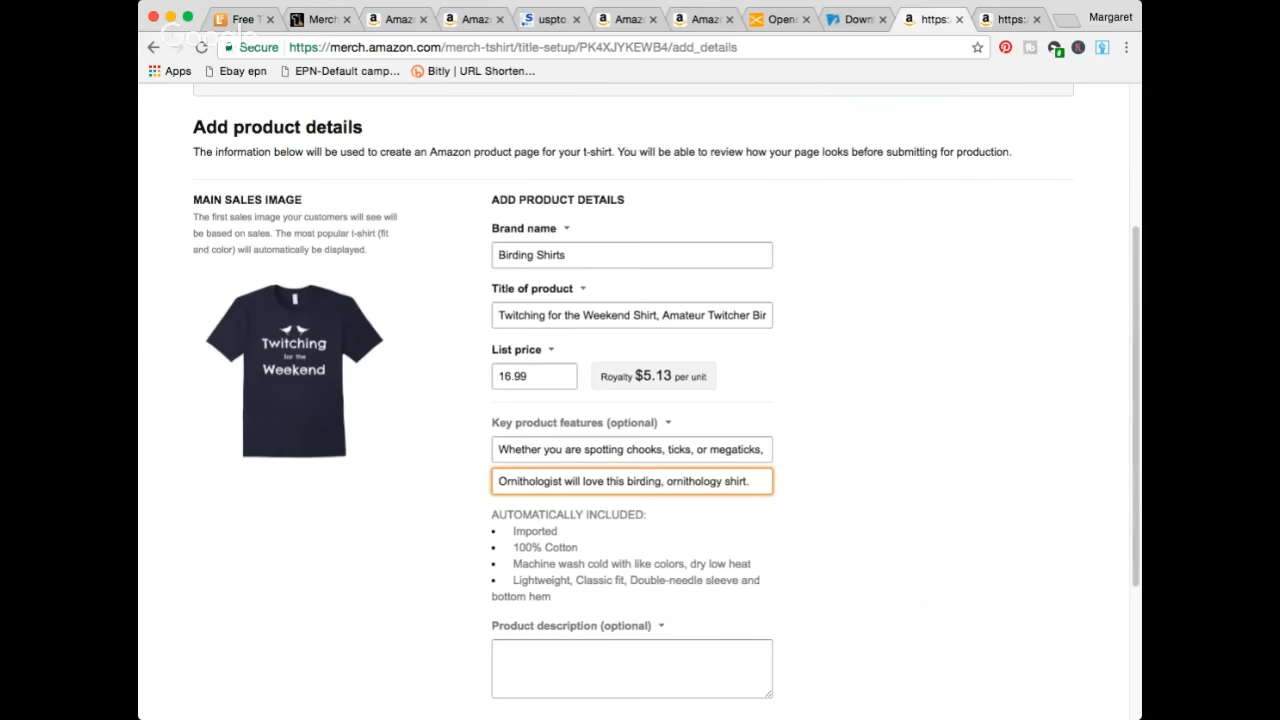 Free T
Merch
Amazo
Amazo
uspto
Amazo
Amazo
Open
Down
https:
https:
Margaret
Google
Secure
https://merch.amazon.com/merch-tshirt/title-setup/PK4XJYKEWB4/add_details
Apps
Ebay epn
EPN-Default camp...
Bitly | URL Shorten...
Add product details
The information below will be used to create an Amazon product page for your t-shirt. You will be able to review how your page looks before submitting for production.
MAIN SALES IMAGE
The first sales image your customers will see will
be based on sales. The most popular t-shirt (fit
and color) will automatically be displayed.
Twitching
for the
Weekend
ADD PRODUCT DETAILS
Brand name
Birding Shirts
Title of product
Twitching for the Weekend Shirt, Amateur Twitcher Bir
List price
16.99
Royalty $5.13 per unit
Key product features (optional)
Whether you are spotting chooks, ticks, or megaticks,
Ornithologist will love this birding, ornithology shirt.
AUTOMATICALLY INCLUDED:
• Imported
• 100% Cotton
• Machine wash cold with like colors, dry low heat
• Lightweight, Classic fit, Double-needle sleeve and
bottom hem
Product description (optional)